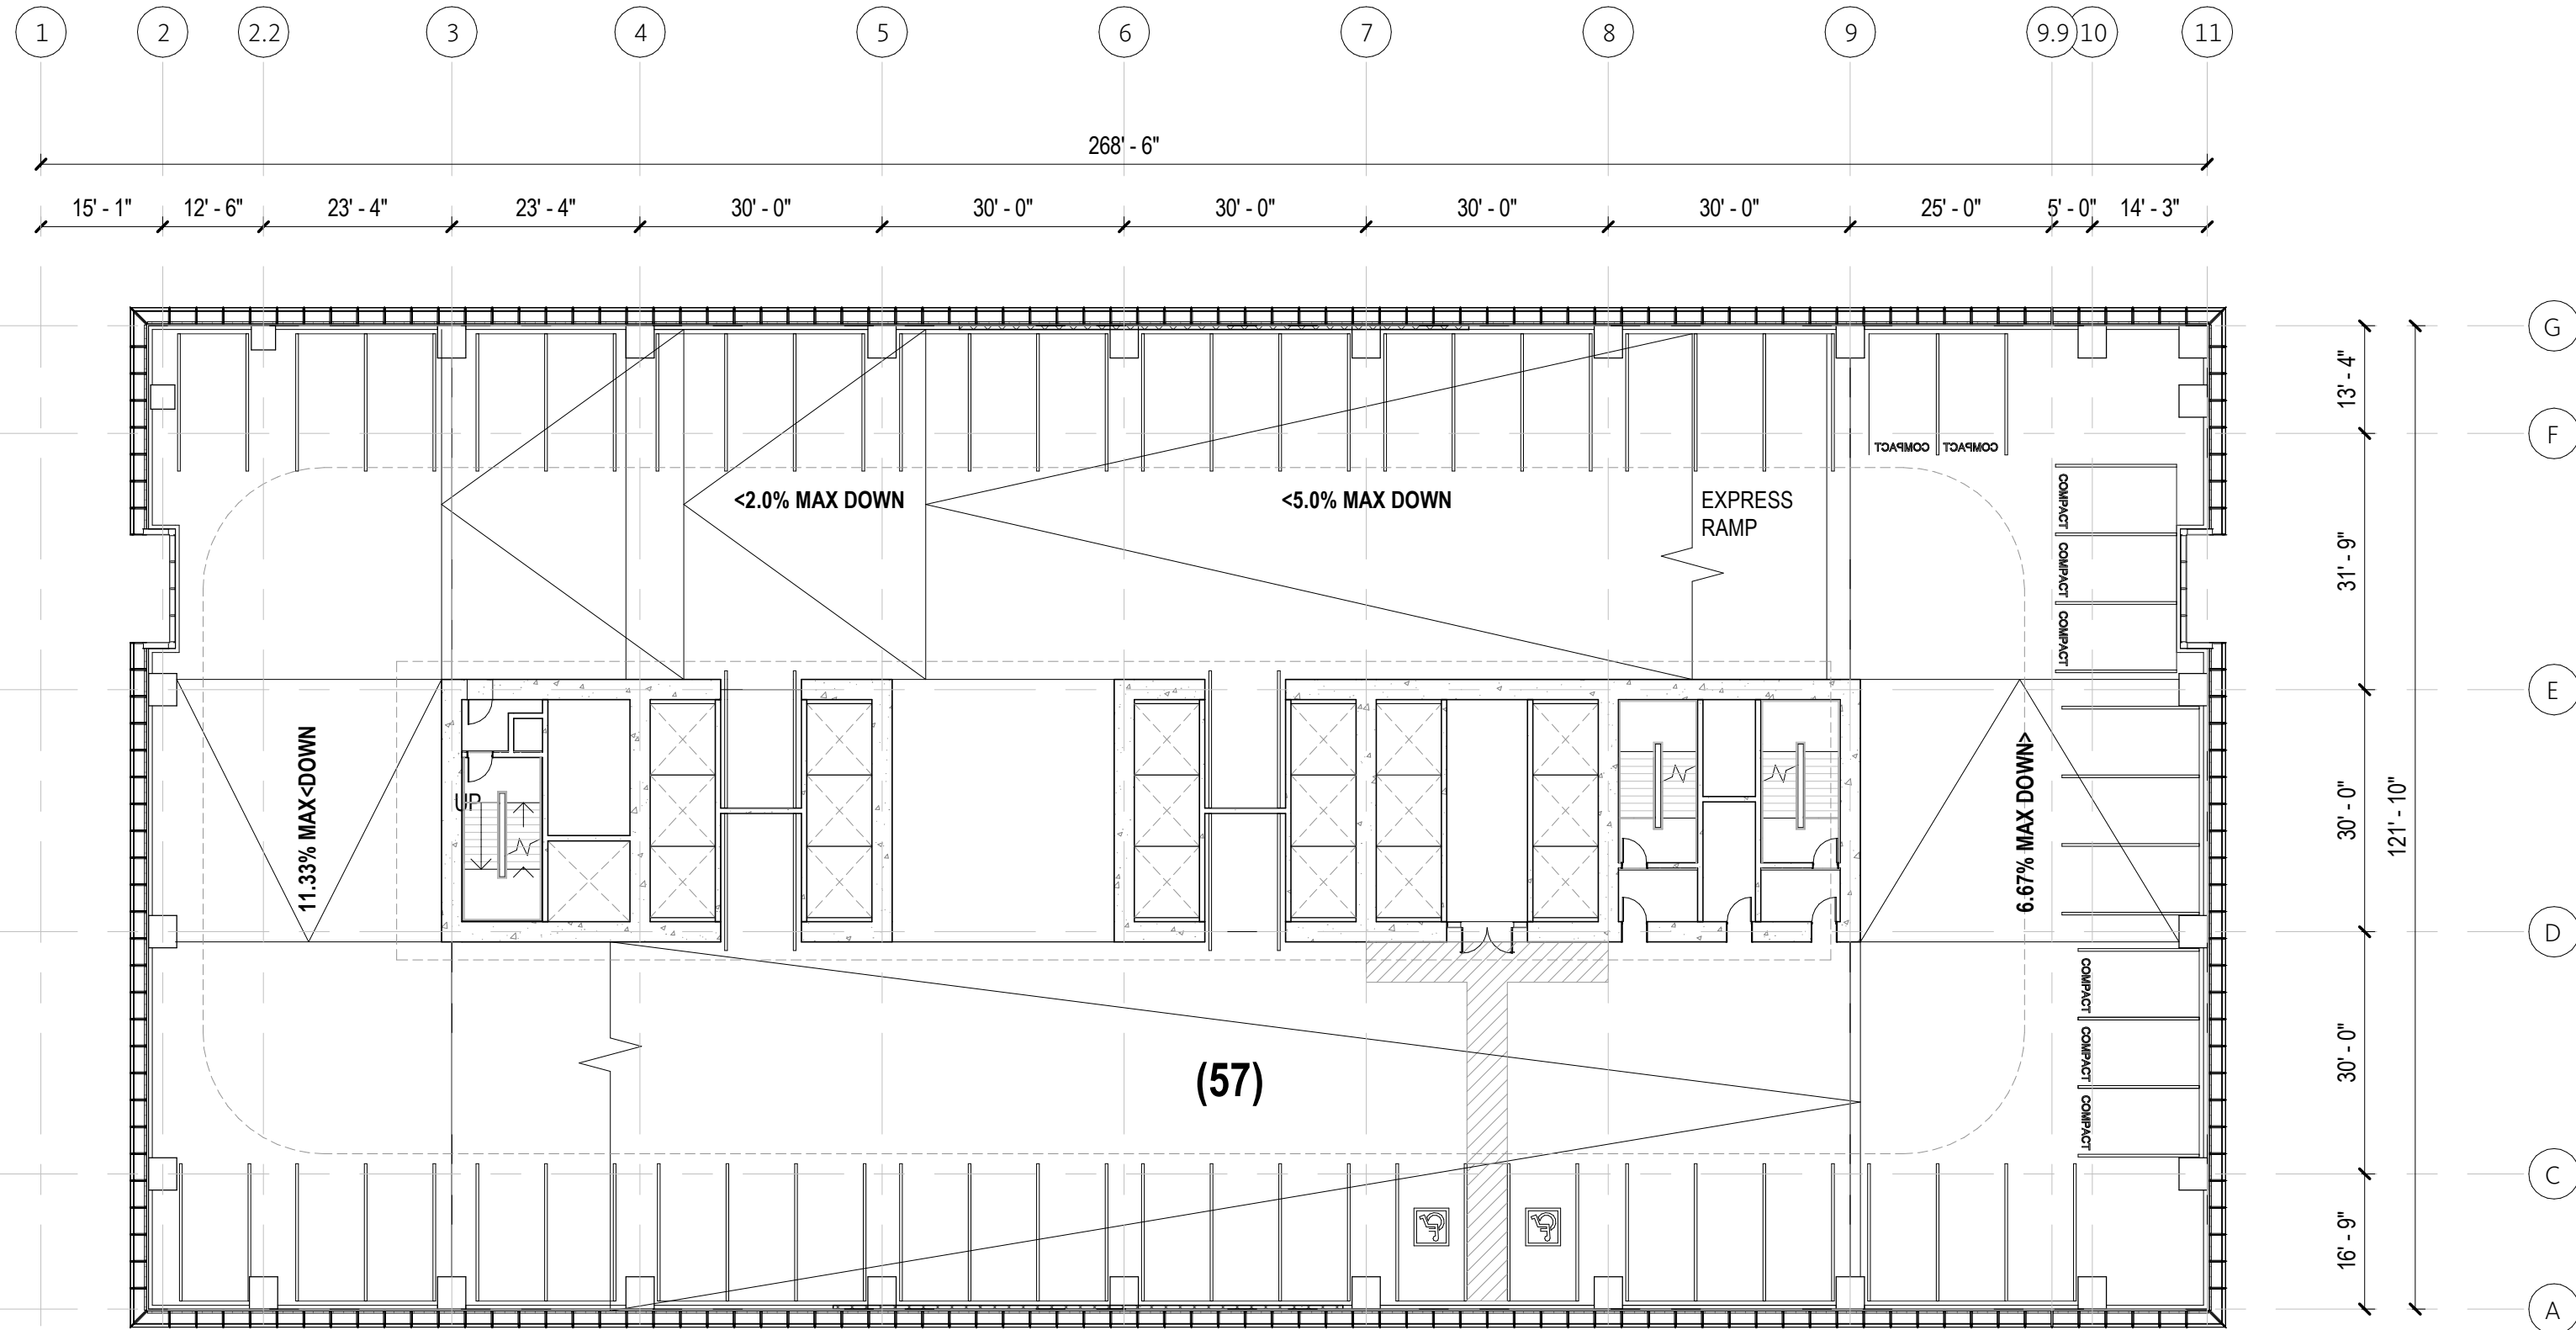 1
2
2.2
3
4
5
6
7
8
9
9.9
10
11
268' - 6"
15' - 1"
12' - 6"
23' - 4"
23' - 4"
30' - 0"
30' - 0"
30' - 0"
30' - 0"
30' - 0"
25' - 0"
5' - 0"
14' - 3"
G
13' - 4"
F
COMPACT
COMPACT
<2.0% MAX DOWN
<5.0% MAX DOWN
EXPRESS
RAMP
COMPACT
COMPACT
COMPACT
31' - 9"
E
11.33% MAX<DOWN
UP
6.67% MAX DOWN>
30' - 0"
121' - 10"
D
COMPACT
COMPACT
COMPACT
30' - 0"
(57)
C
16' - 9"
A